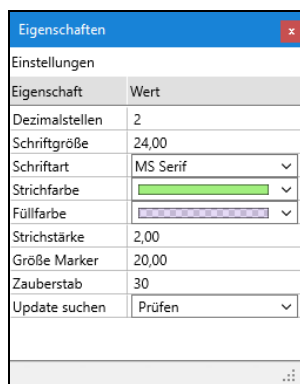 Eigenschaften x
Einstellungen
Eigenschaft Wert
Dezimalstellen 2
Schriftgröße 24,00
Schriftart MS Serif
Strichfarbe
Füllfarbe
Strichstärke 2,00
Größe Marker 20,00
Zauberstab 30
Update suchen Prüfen